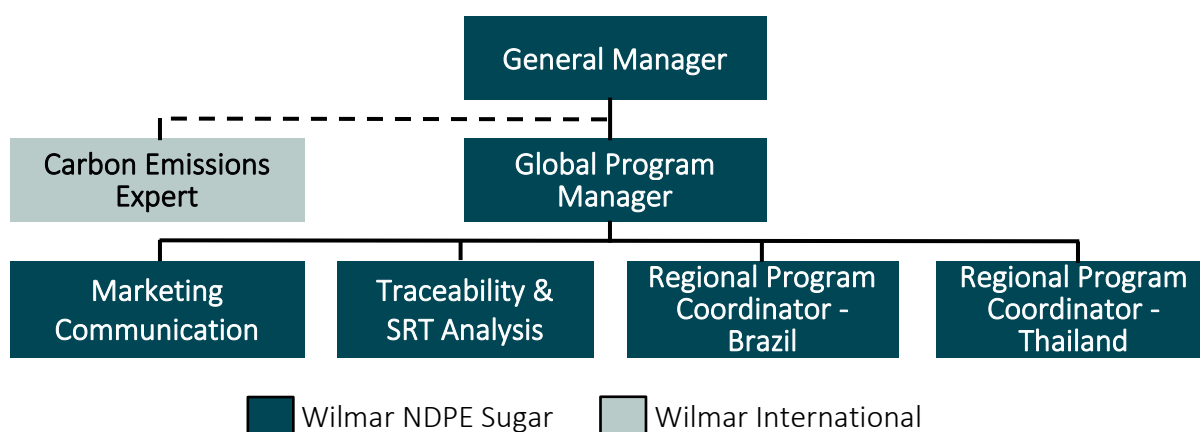 General Manager
Carbon Emissions
Expert
Global Program
Manager
Marketing
Communication
Traceability &
SRT Analysis
Regional Program
Coordinator -
Brazil
Regional Program
Coordinator -
Thailand
Wilmar NDPE Sugar
Wilmar International